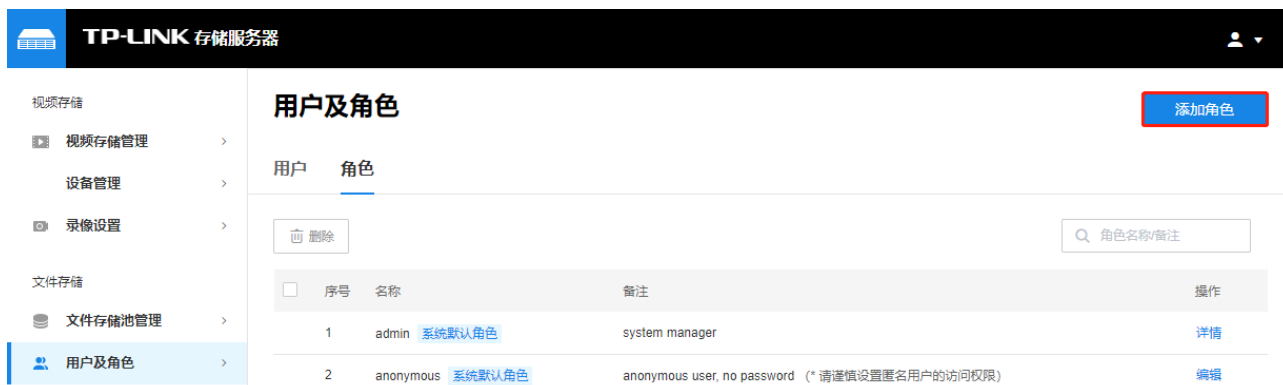 TP-LINK 存储服务器
视频存储
视频存储管理
设备管理
录像设置
文件存储
文件存储池管理
用户及角色
用户及角色
添加角色
用户 角色
删除
角色名称/备注
序号 名称 备注 操作
1 admin 系统默认角色 system manager 详情
2 anonymous 系统默认角色 anonymous user, no password (* 请谨慎设置匿名用户的访问权限) 编辑